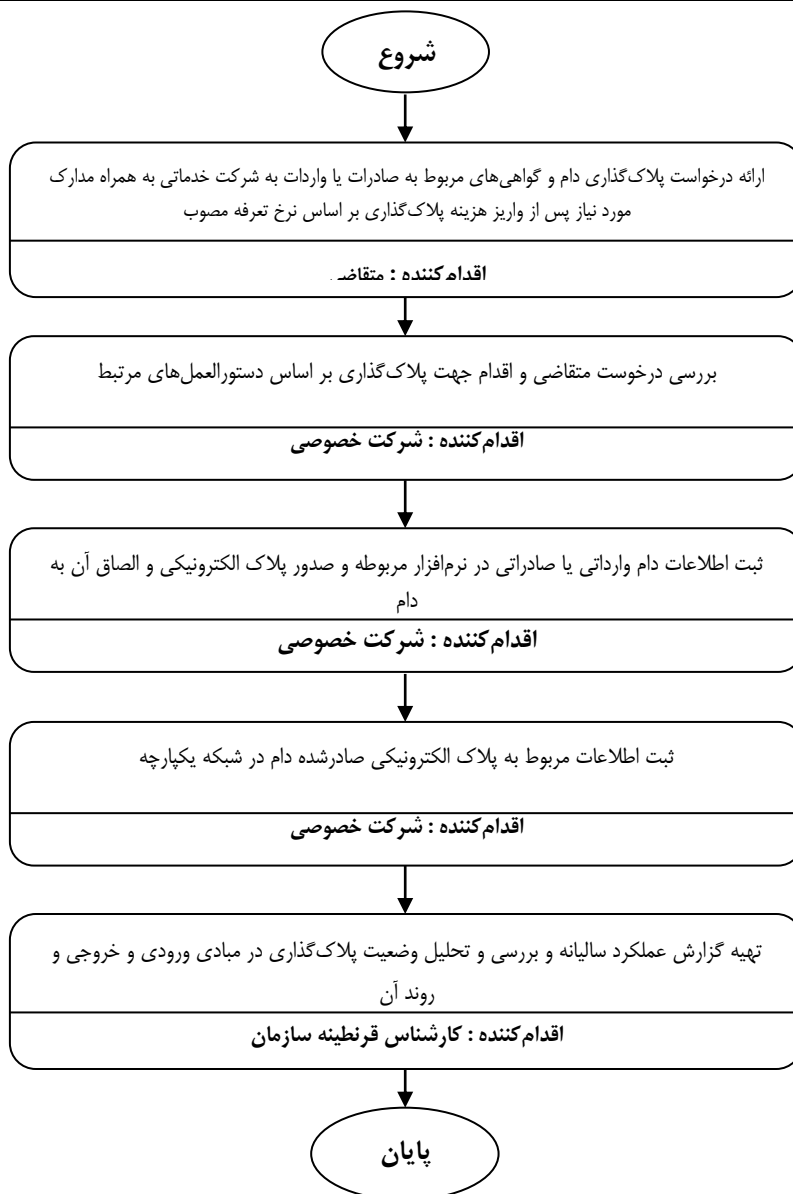 شروع
ارائه درخواست پلاک‌گذاری دام و گواهی‌های مربوط به صادرات یا واردات به شرکت خدماتی به همراه مدارک
مورد نیاز پس از واریز هزینه پلاک‌گذاری بر اساس نرخ تعرفه مصوب
اقدام‌کننده : متقاضی
بررسی درخوست متقاضی و اقدام جهت پلاک‌گذاری بر اساس دستورالعمل‌های مرتبط
اقدام‌کننده : شرکت خصوصی
ثبت اطلاعات دام وارداتی یا صادراتی در نرم‌افزار مربوطه و صدور پلاک الکترونیکی و الصاق آن به
دام
اقدام‌کننده : شرکت خصوصی
ثبت اطلاعات مربوط به پلاک الکترونیکی صادرشده دام در شبکه یکپارچه
اقدام‌کننده : شرکت خصوصی
تهیه گزارش عملکرد سالیانه و بررسی و تحلیل وضعیت پلاک‌گذاری در مبادی ورودی و خروجی و
روند آن
اقدام‌کننده : کارشناس قرنطینه سازمان
پایان